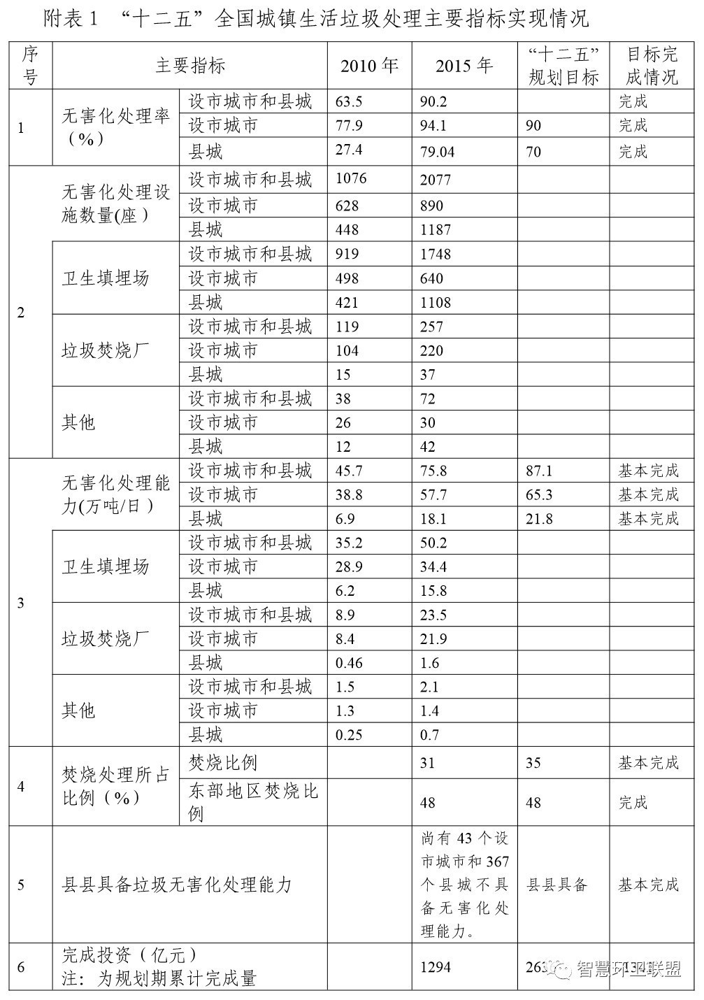 附表1 “十二五”全国城镇生活垃圾处理主要指标实现情况
序号 主要指标 2010年 2015年 “十二五”规划目标 目标完成情况
1 无害化处理率（%） 设市城市和县城 63.5 90.2 完成
设市城市 77.9 94.1 90 完成
县城 27.4 79.04 70 完成
2 无害化处理设施数量(座） 设市城市和县城 1076 2077
设市城市 628 890
县城 448 1187
卫生填埋场 设市城市和县城 919 1748
设市城市 498 640
县城 421 1108
垃圾焚烧厂 设市城市和县城 119 257
设市城市 104 220
县城 15 37
其他 设市城市和县城 38 72
设市城市 26 30
县城 12 42
3 无害化处理能力(万吨/日） 设市城市和县城 45.7 75.8 87.1 基本完成
设市城市 38.8 57.7 65.3 基本完成
县城 6.9 18.1 21.8 基本完成
卫生填埋场 设市城市和县城 35.2 50.2
设市城市 28.9 34.4
县城 6.2 15.8
垃圾焚烧厂 设市城市和县城 8.9 23.5
设市城市 8.4 21.9
县城 0.46 1.6
其他 设市城市和县城 1.5 2.1
设市城市 1.3 1.4
县城 0.25 0.7
4 焚烧处理所占比例（%） 焚烧比例 31 35 基本完成
东部地区焚烧比例 48 48 完成
5 县县具备垃圾无害化处理能力 尚有43个设市城市和367个县城不具备无害化处理能力。 县县具备 基本完成
6 完成投资（亿元）
注：为规划期累计完成量 1294
智慧环卫联盟